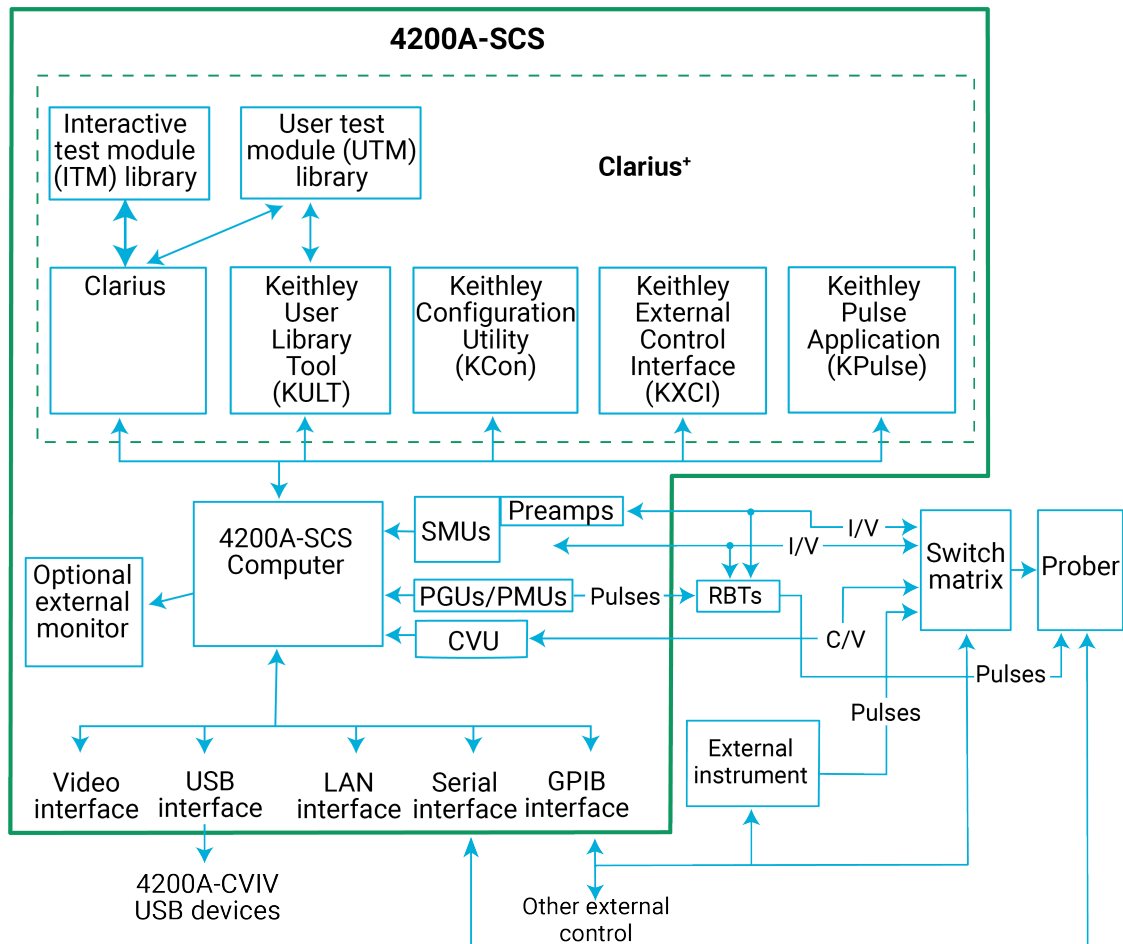 4200A-SCS
Interactive
test module
(ITM) library
User test
module (UTM)
library
Clarius+
Clarius
Keithley
User
Library
Tool
(KULT)
Keithley
Configuration
Utility
(KCon)
Keithley
External
Control
Interface
(KXCI)
Keithley
Pulse
Application
(KPulse)
4200A-SCS
Computer
SMUs
Preamps
I/V
I/V
Switch
matrix
Prober
Optional
external
monitor
PGUs/PMUs
Pulses
RBTs
CVU
C/V
Pulses
Pulses
External
instrument
Video
interface
USB
interface
LAN
interface
Serial
interface
GPIB
interface
4200A-CVIV
USB devices
Other external
control